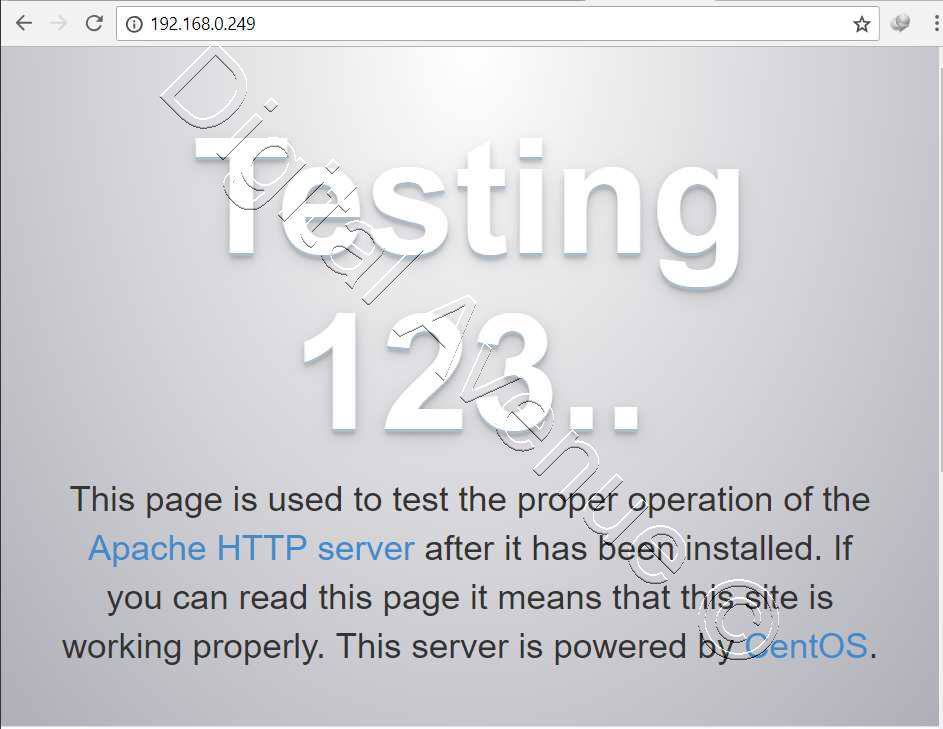 192.168.0.249
Testing
123..
This page is used to test the proper operation of the
Apache HTTP server after it has been installed. If
you can read this page it means that this site is
working properly. This server is powered by CentOS.
Digital Avenue ©